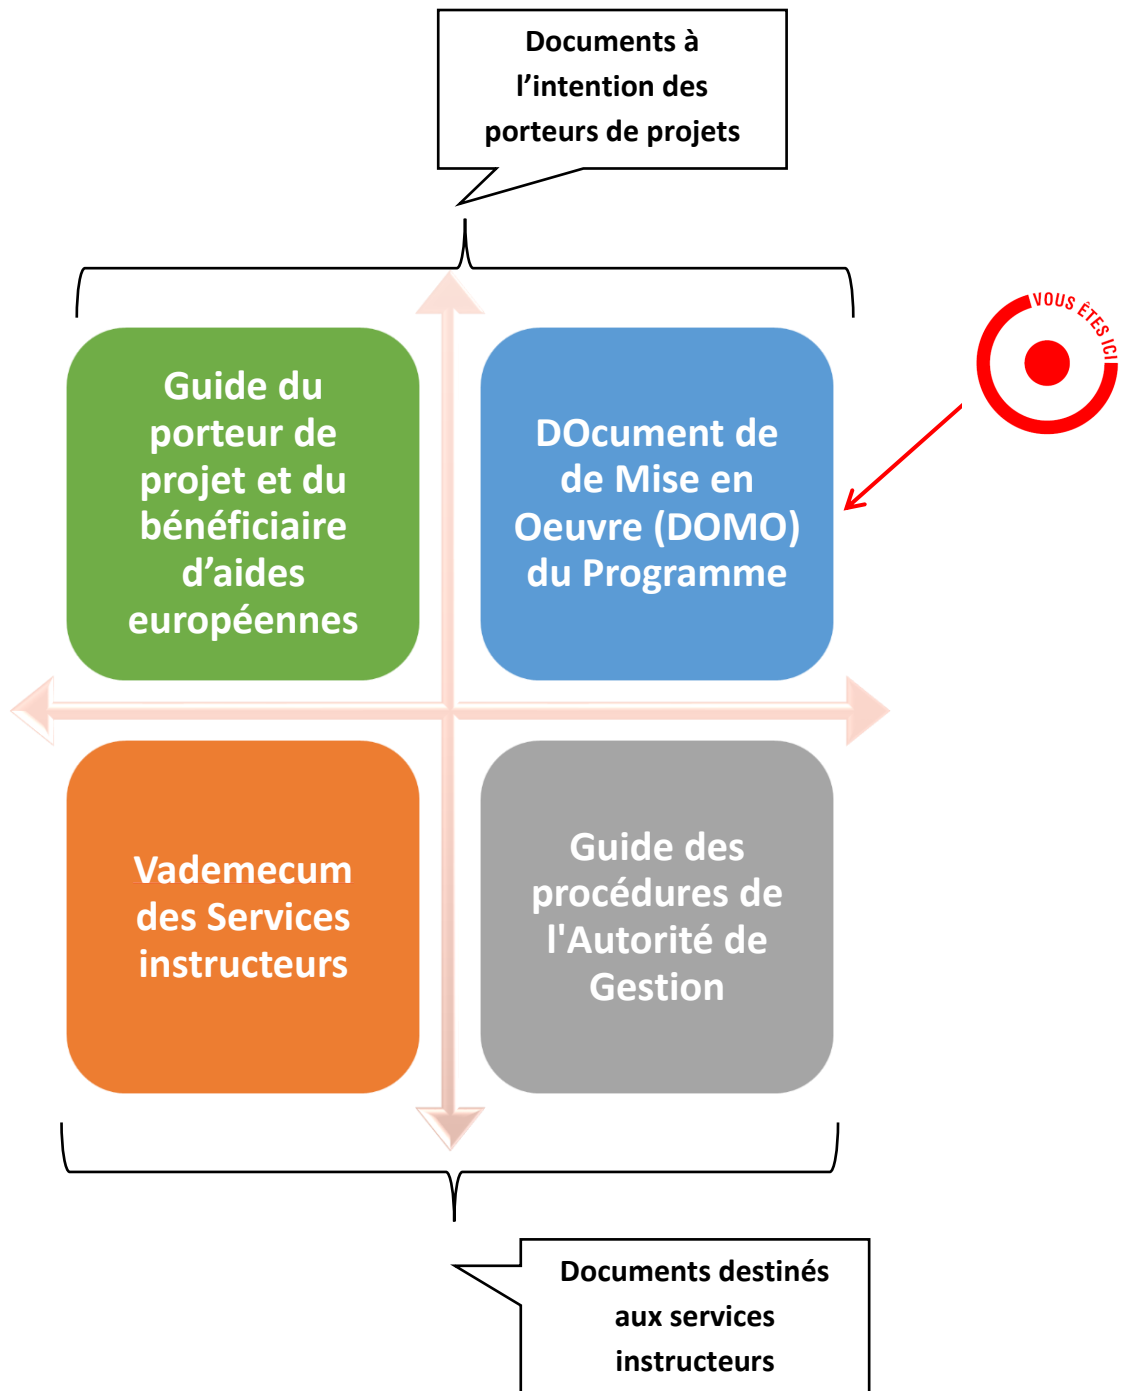 Documents à
l’intention des
porteurs de projets
VOUS ÊTES ICI
Guide du
porteur de
projet et du
bénéficiaire
d’aides
européennes
DOcument de
de Mise en
Oeuvre (DOMO)
du Programme
Vademecum
des Services
instructeurs
Guide des
procédures de
l'Autorité de
Gestion
Documents destinés
aux services
instructeurs